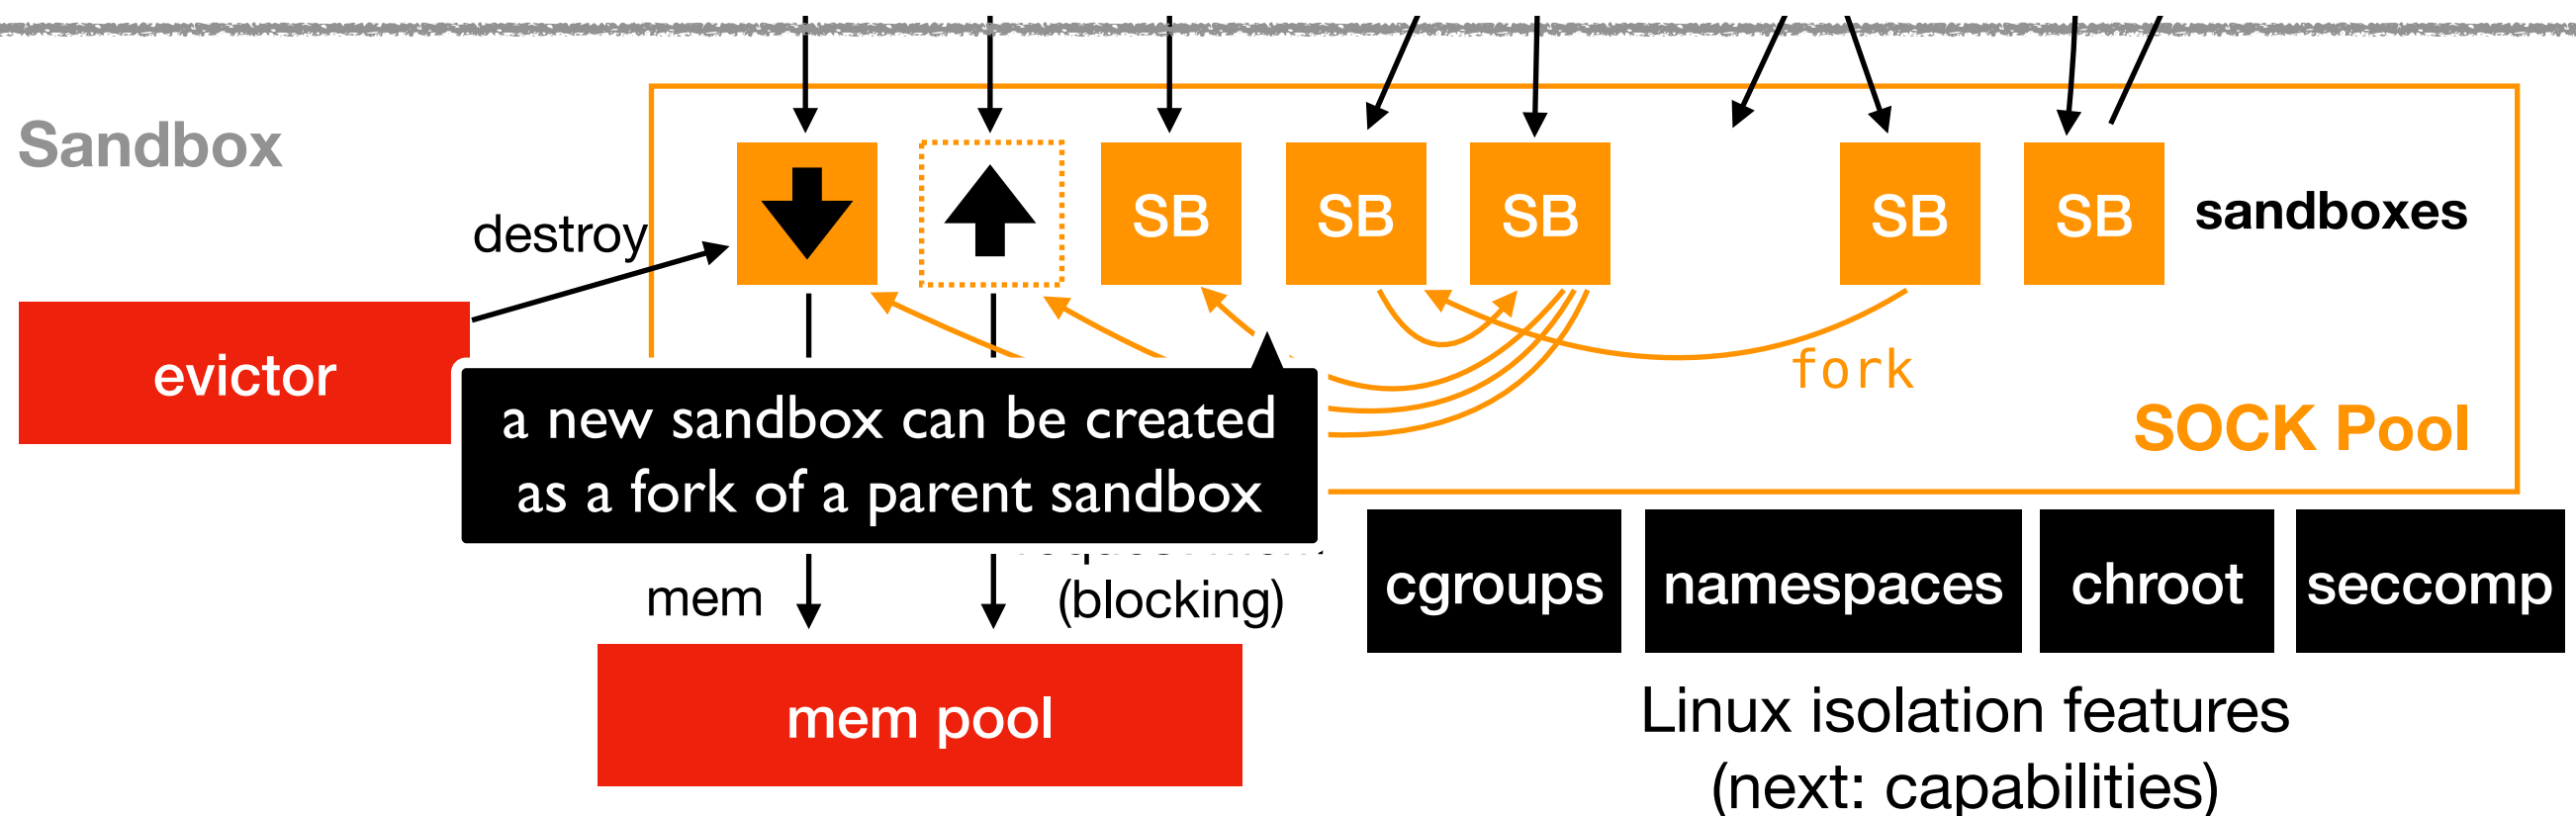 Sandbox
destroy
SB
SB
SB
SB
SB
sandboxes
evictor
fork
SOCK Pool
a new sandbox can be created
as a fork of a parent sandbox
mem
(blocking)
cgroups
namespaces
chroot
seccomp
mem pool
Linux isolation features
(next: capabilities)